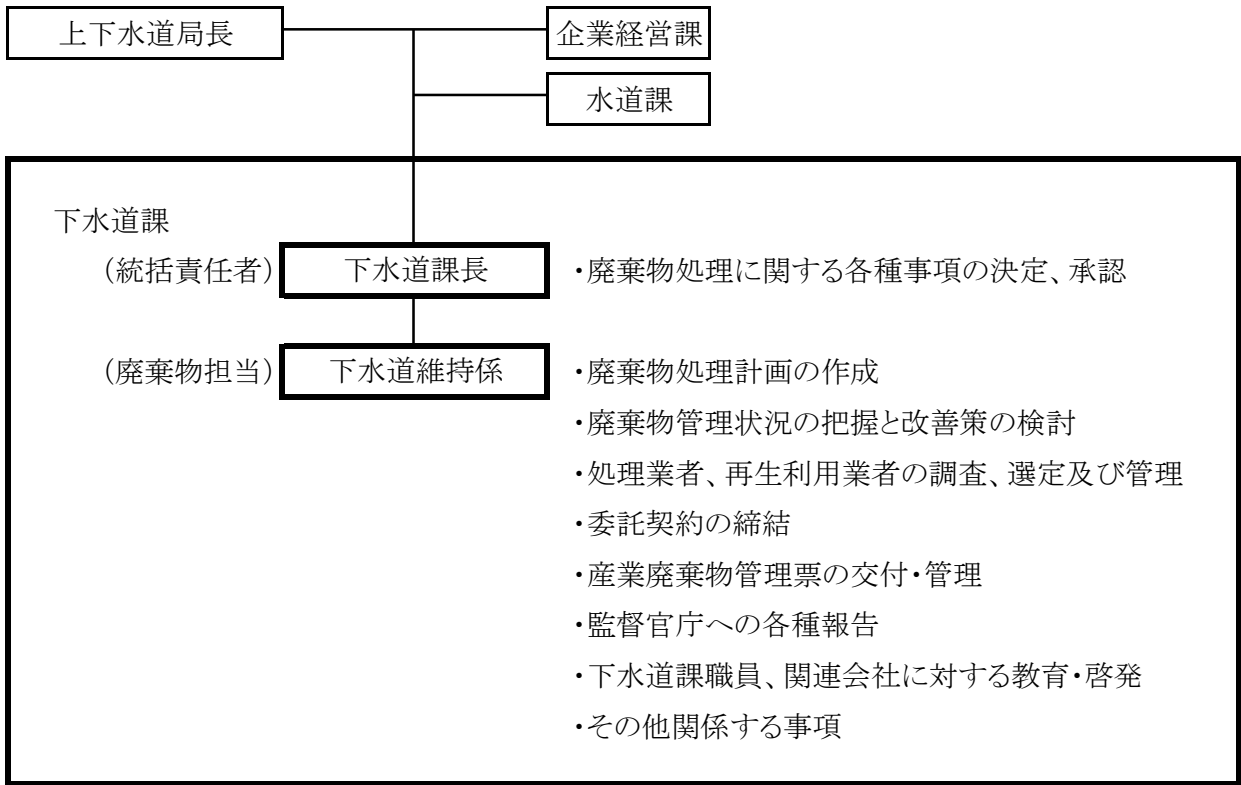 上下水道局長
企業経営課
水道課
下水道課
(統括責任者) 下水道課長 ・廃棄物処理に関する各種事項の決定、承認
(廃棄物担当) 下水道維持係 ・廃棄物処理計画の作成
・廃棄物管理状況の把握と改善策の検討
・処理業者、再生利用業者の調査、選定及び管理
・委託契約の締結
・産業廃棄物管理票の交付・管理
・監督官庁への各種報告
・下水道課職員、関連会社に対する教育・啓発
・その他関係する事項